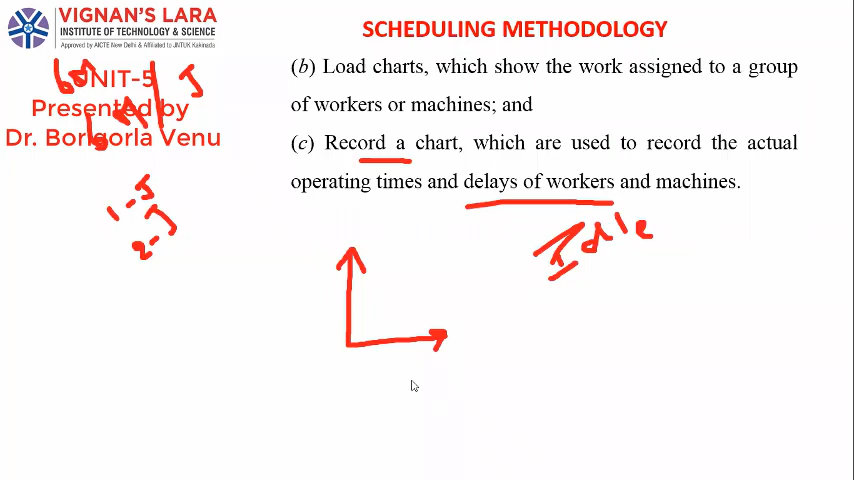 VIGNAN'S LARA
INSTITUTE OF TECHNOLOGY & SCIENCE
Approved by AICTE New Delhi & Affiliated to JNTUK Kakinada
UNIT-5
Presented by
Dr. Borigorla Venu
SCHEDULING METHODOLOGY
(b) Load charts, which show the work assigned to a group
of workers or machines; and
(c) Record a chart, which are used to record the actual
operating times and delays of workers and machines.
Idle
1-J
2-J